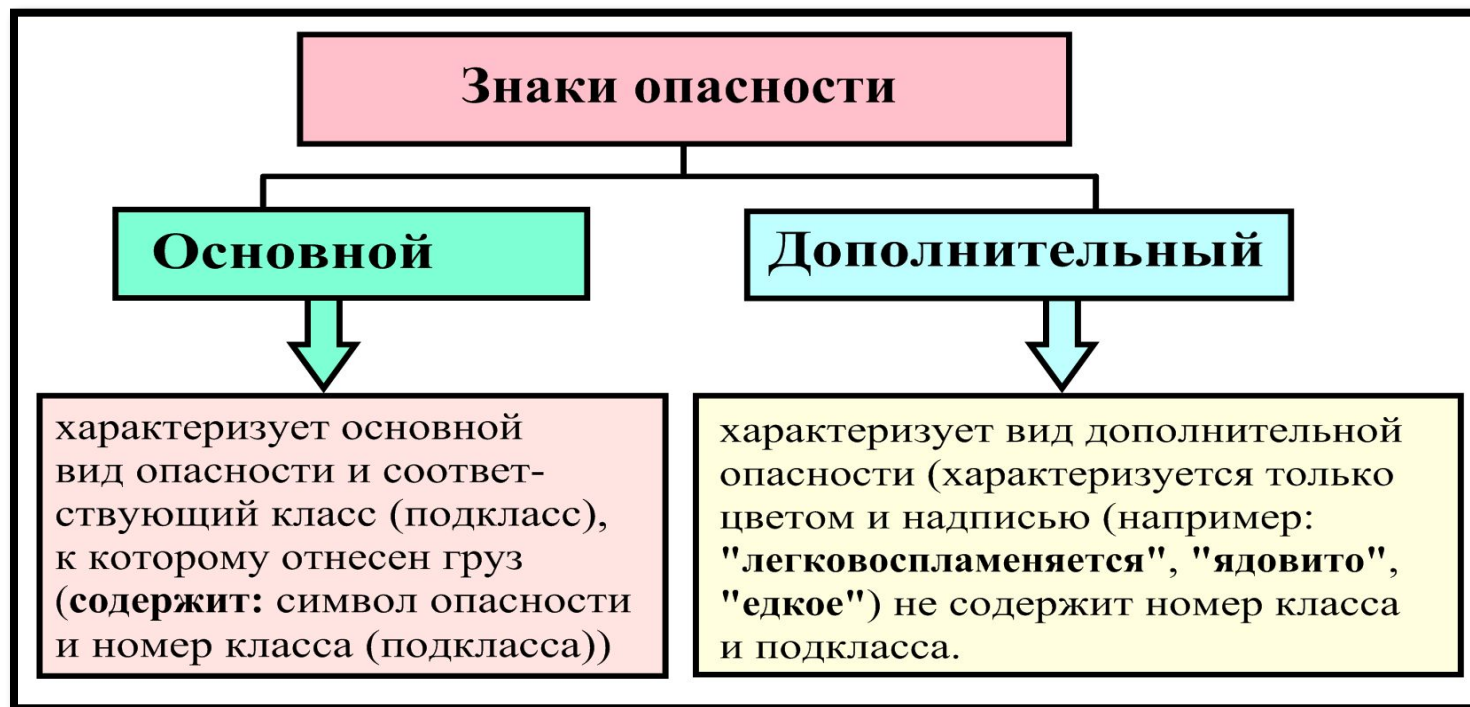 Знаки опасности
Основной
Дополнительный
характеризует основной
вид опасности и соответ-
ствующий класс (подкласс),
к которому отнесен груз
(содержит: символ опасности
и номер класса (подкласса))
характеризует вид дополнительной
опасности (характеризуется только
цветом и надписью (например:
"легковоспламеняется", "ядовито",
"едкое") не содержит номер класса
и подкласса.